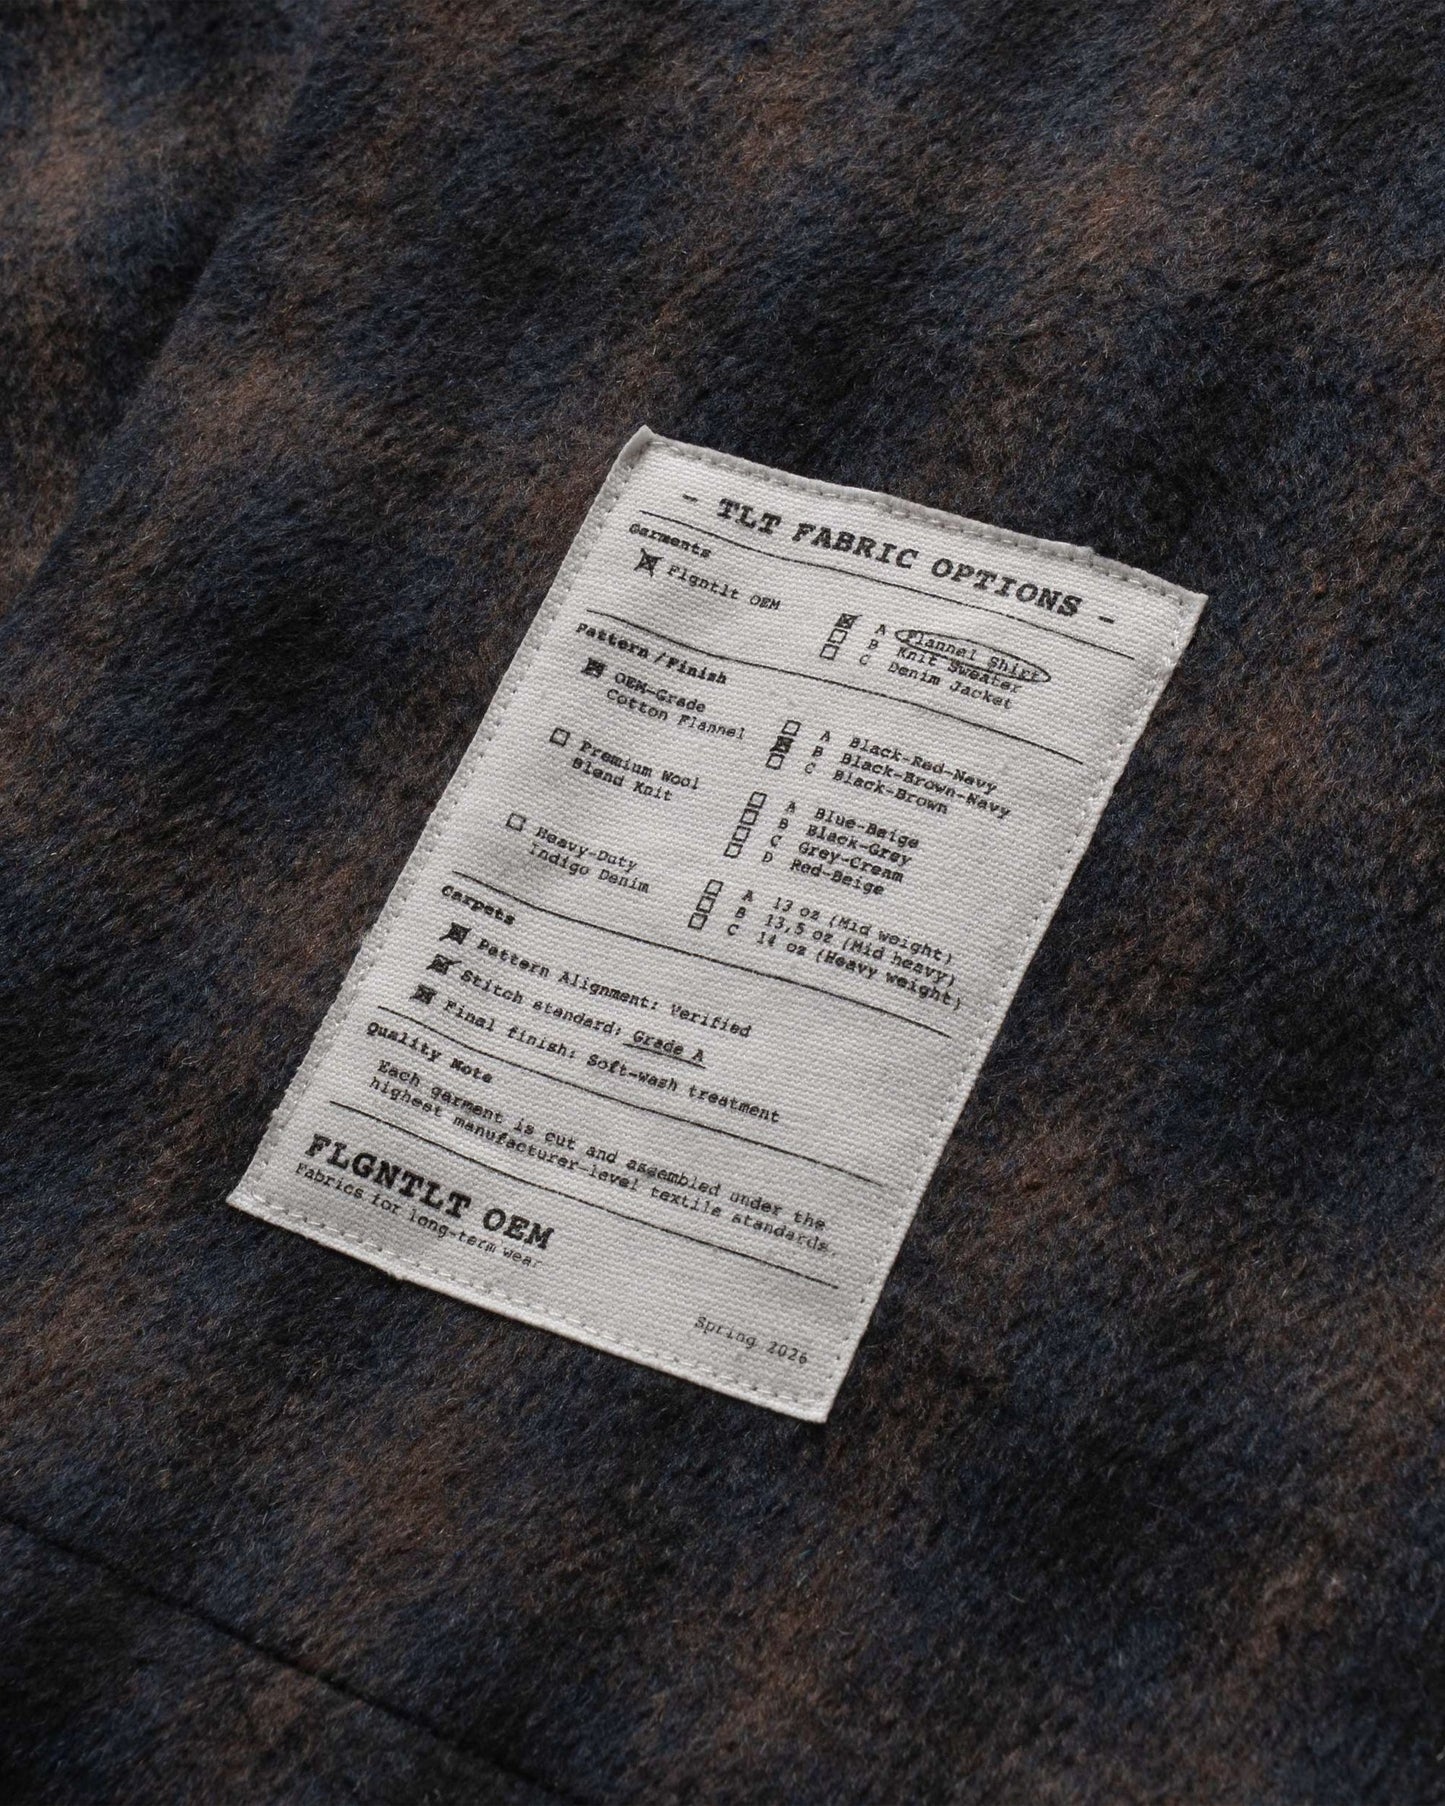 - TLT FABRIC OPTIONS -
Garments
Flgntlt OEM
A Flannel Shirt
B Knit Sweater
C Denim Jacket
Pattern/Finish
OEM-Grade
Cotton Flannel
A Black-Red-Navy
B Black-Brown-Navy
C Black-Brown
Premium Wool
Blend Knit
A Blue-Beige
B Black-Grey
C Grey-Cream
D Red-Beige
Heavy-Duty
Indigo Denim
A 13 oz (Mid weight)
B 13,5 oz (Mid heavy)
C 14 oz (Heavy weight)
Carpets
Pattern Alignment: Verified
Stitch standard: Grade A
Final finish: Soft-wash treatment
Quality Note
Each garment is cut and assembled under the
highest manufacturer-level textile standards.
FLGNTLT OEM
Fabrics for long-term wear
Spring 2026